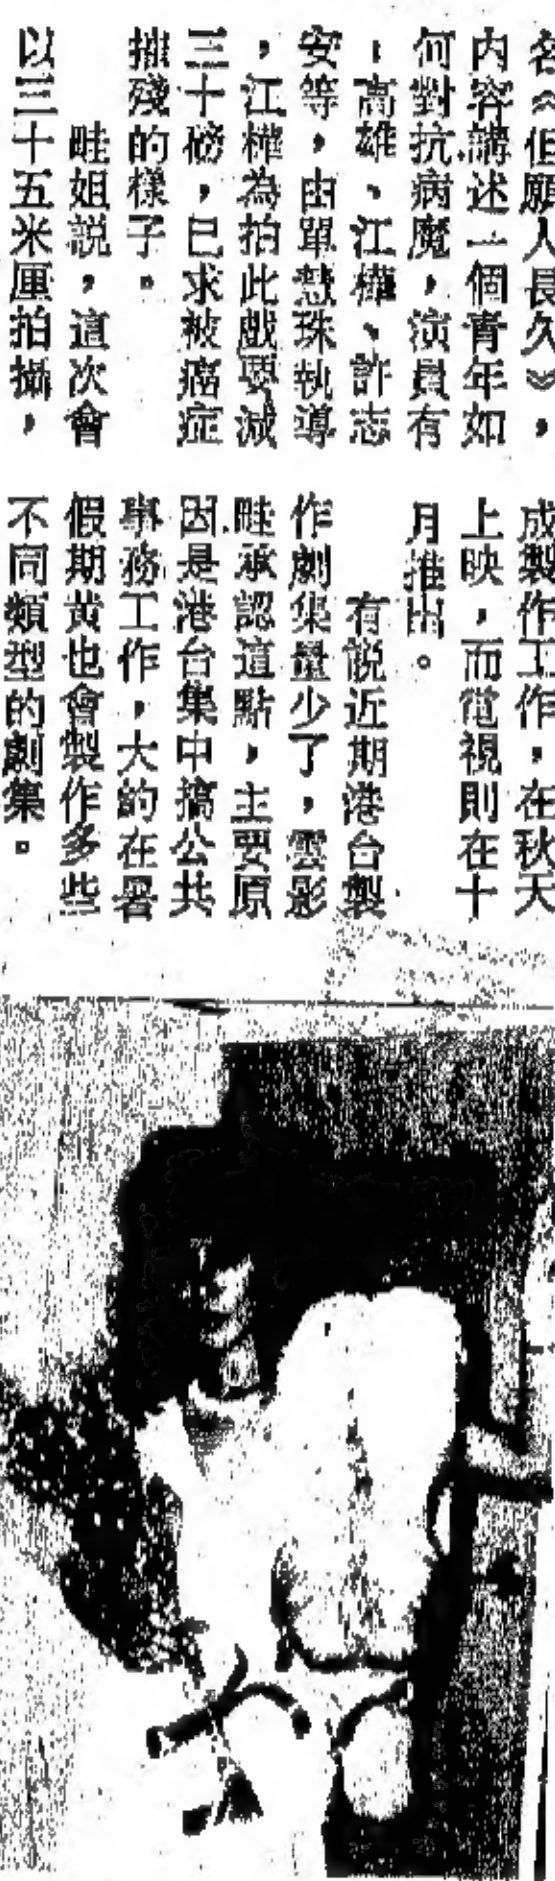 名《但願人長久》，
内容講述一個青年如
何對抗病魔，演員有
：高雄、江樺、許志
安等，由單慧珠執導
，江樺為拍此戲要減
三十磅，已求被癌症
摧殘的樣子。
畦姐説，這次會
以三十五米厘拍攝，
成製作工作，在秋天
上映，而電視則在十
月推出。
有説近期港台製
作劇集量少了，雲影
畦承認這點，主要原
因是港台集中搞公共
事務工作，大約在暑
假期黄也會製作多些
不同類型的劇集。